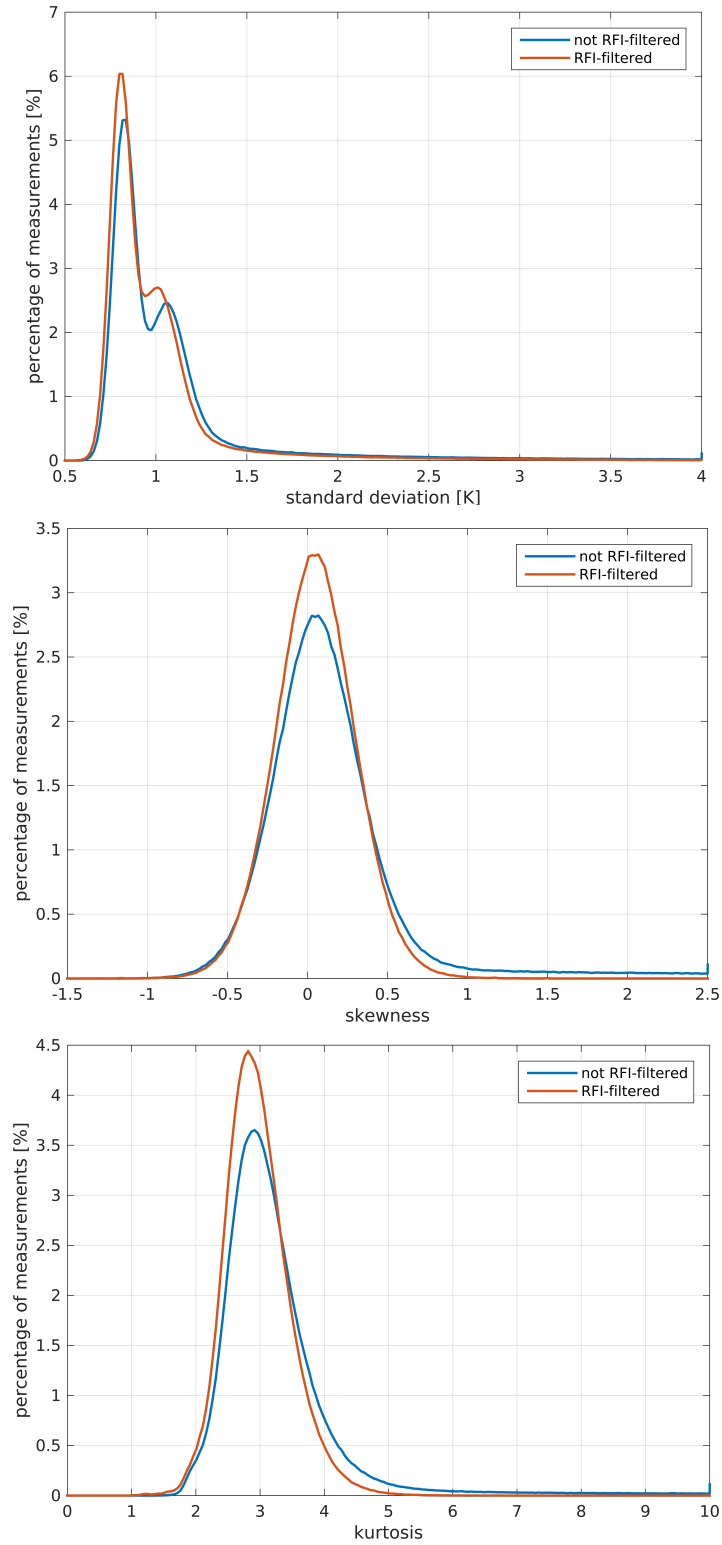 7
6
5
4
3
2
1
0
percentage of measurements [%]
not RFI-filtered
RFI-filtered
0.5 1 1.5 2 2.5 3 3.5 4
standard deviation [K]
3.5
3
2.5
2
1.5
1
0.5
0
percentage of measurements [%]
not RFI-filtered
RFI-filtered
-1.5 -1 -0.5 0 0.5 1 1.5 2 2.5
skewness
4.5
4
3.5
3
2.5
2
1.5
1
0.5
0
percentage of measurements [%]
not RFI-filtered
RFI-filtered
0 1 2 3 4 5 6 7 8 9 10
kurtosis